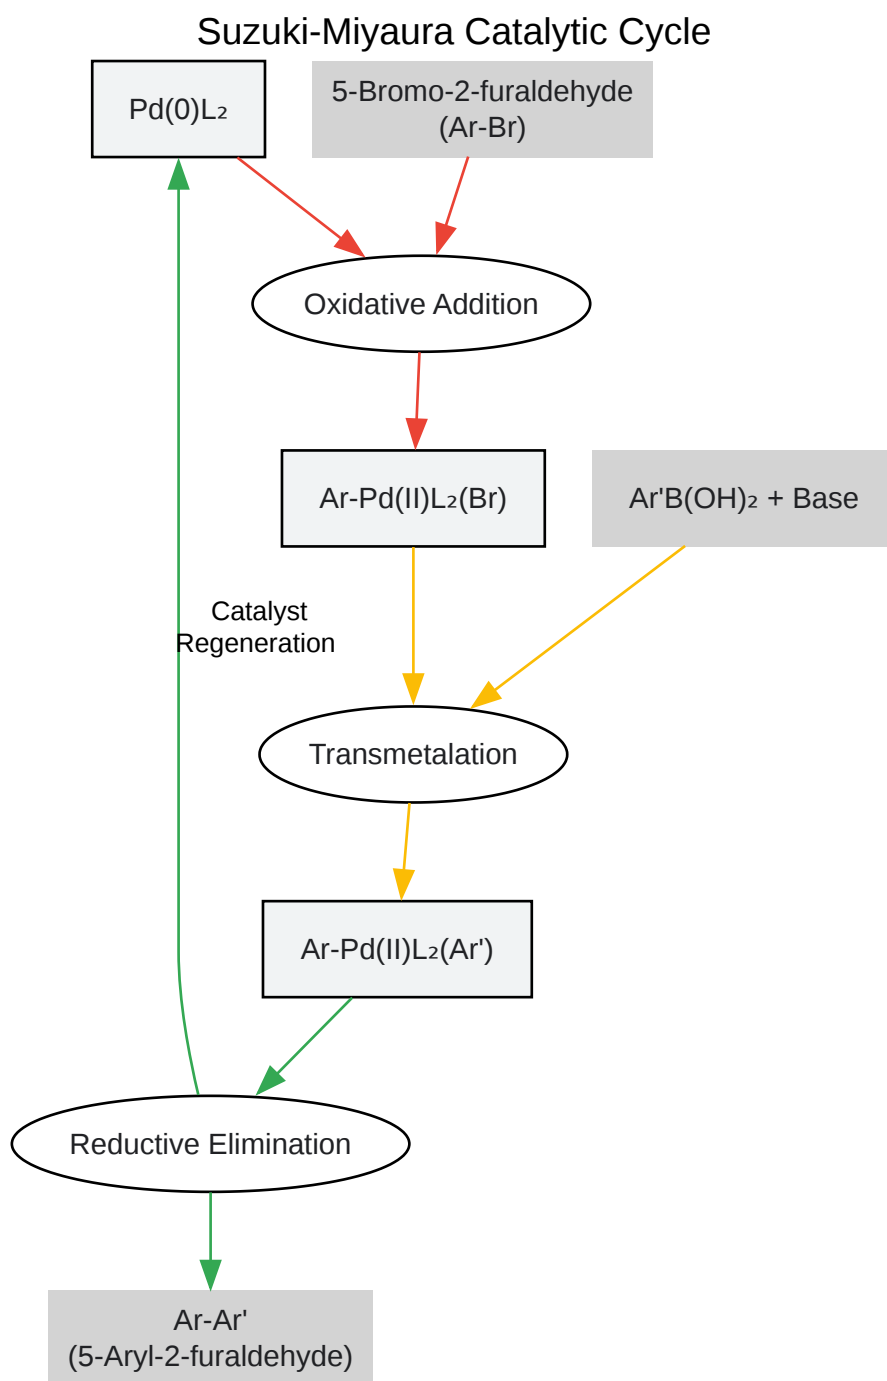 Suzuki-Miyaura Catalytic Cycle
Pd(0)L₂
5-Bromo-2-furaldehyde
(Ar-Br)
Oxidative Addition
Ar-Pd(II)L₂(Br)
Ar'B(OH)₂ + Base
Catalyst
Regeneration
Transmetalation
Ar-Pd(II)L₂(Ar')
Reductive Elimination
Ar-Ar'
(5-Aryl-2-furaldehyde)